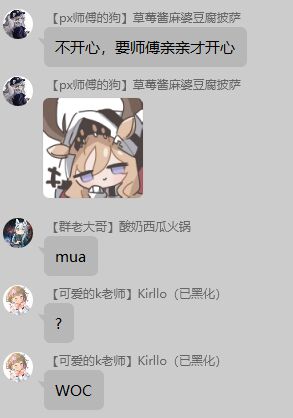 【px师傅的狗】草莓酱麻婆豆腐披萨
不开心，要师傅亲亲才开心
【px师傅的狗】草莓酱麻婆豆腐披萨
【群老大哥】酸奶西瓜火锅
mua
【可爱的k老师】Kirllo（已黑化）
?
【可爱的k老师】Kirllo（已黑化）
WOC